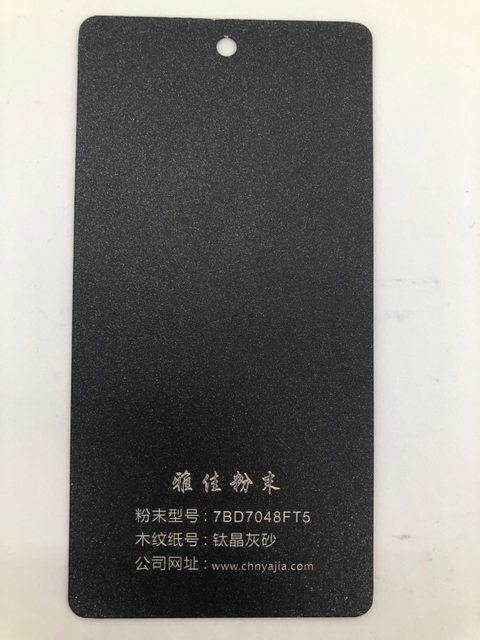 雅佳粉末
粉末型号：7BD7048FT5
木纹纸号：钛晶灰砂
公司网址：www.chnyajia.com